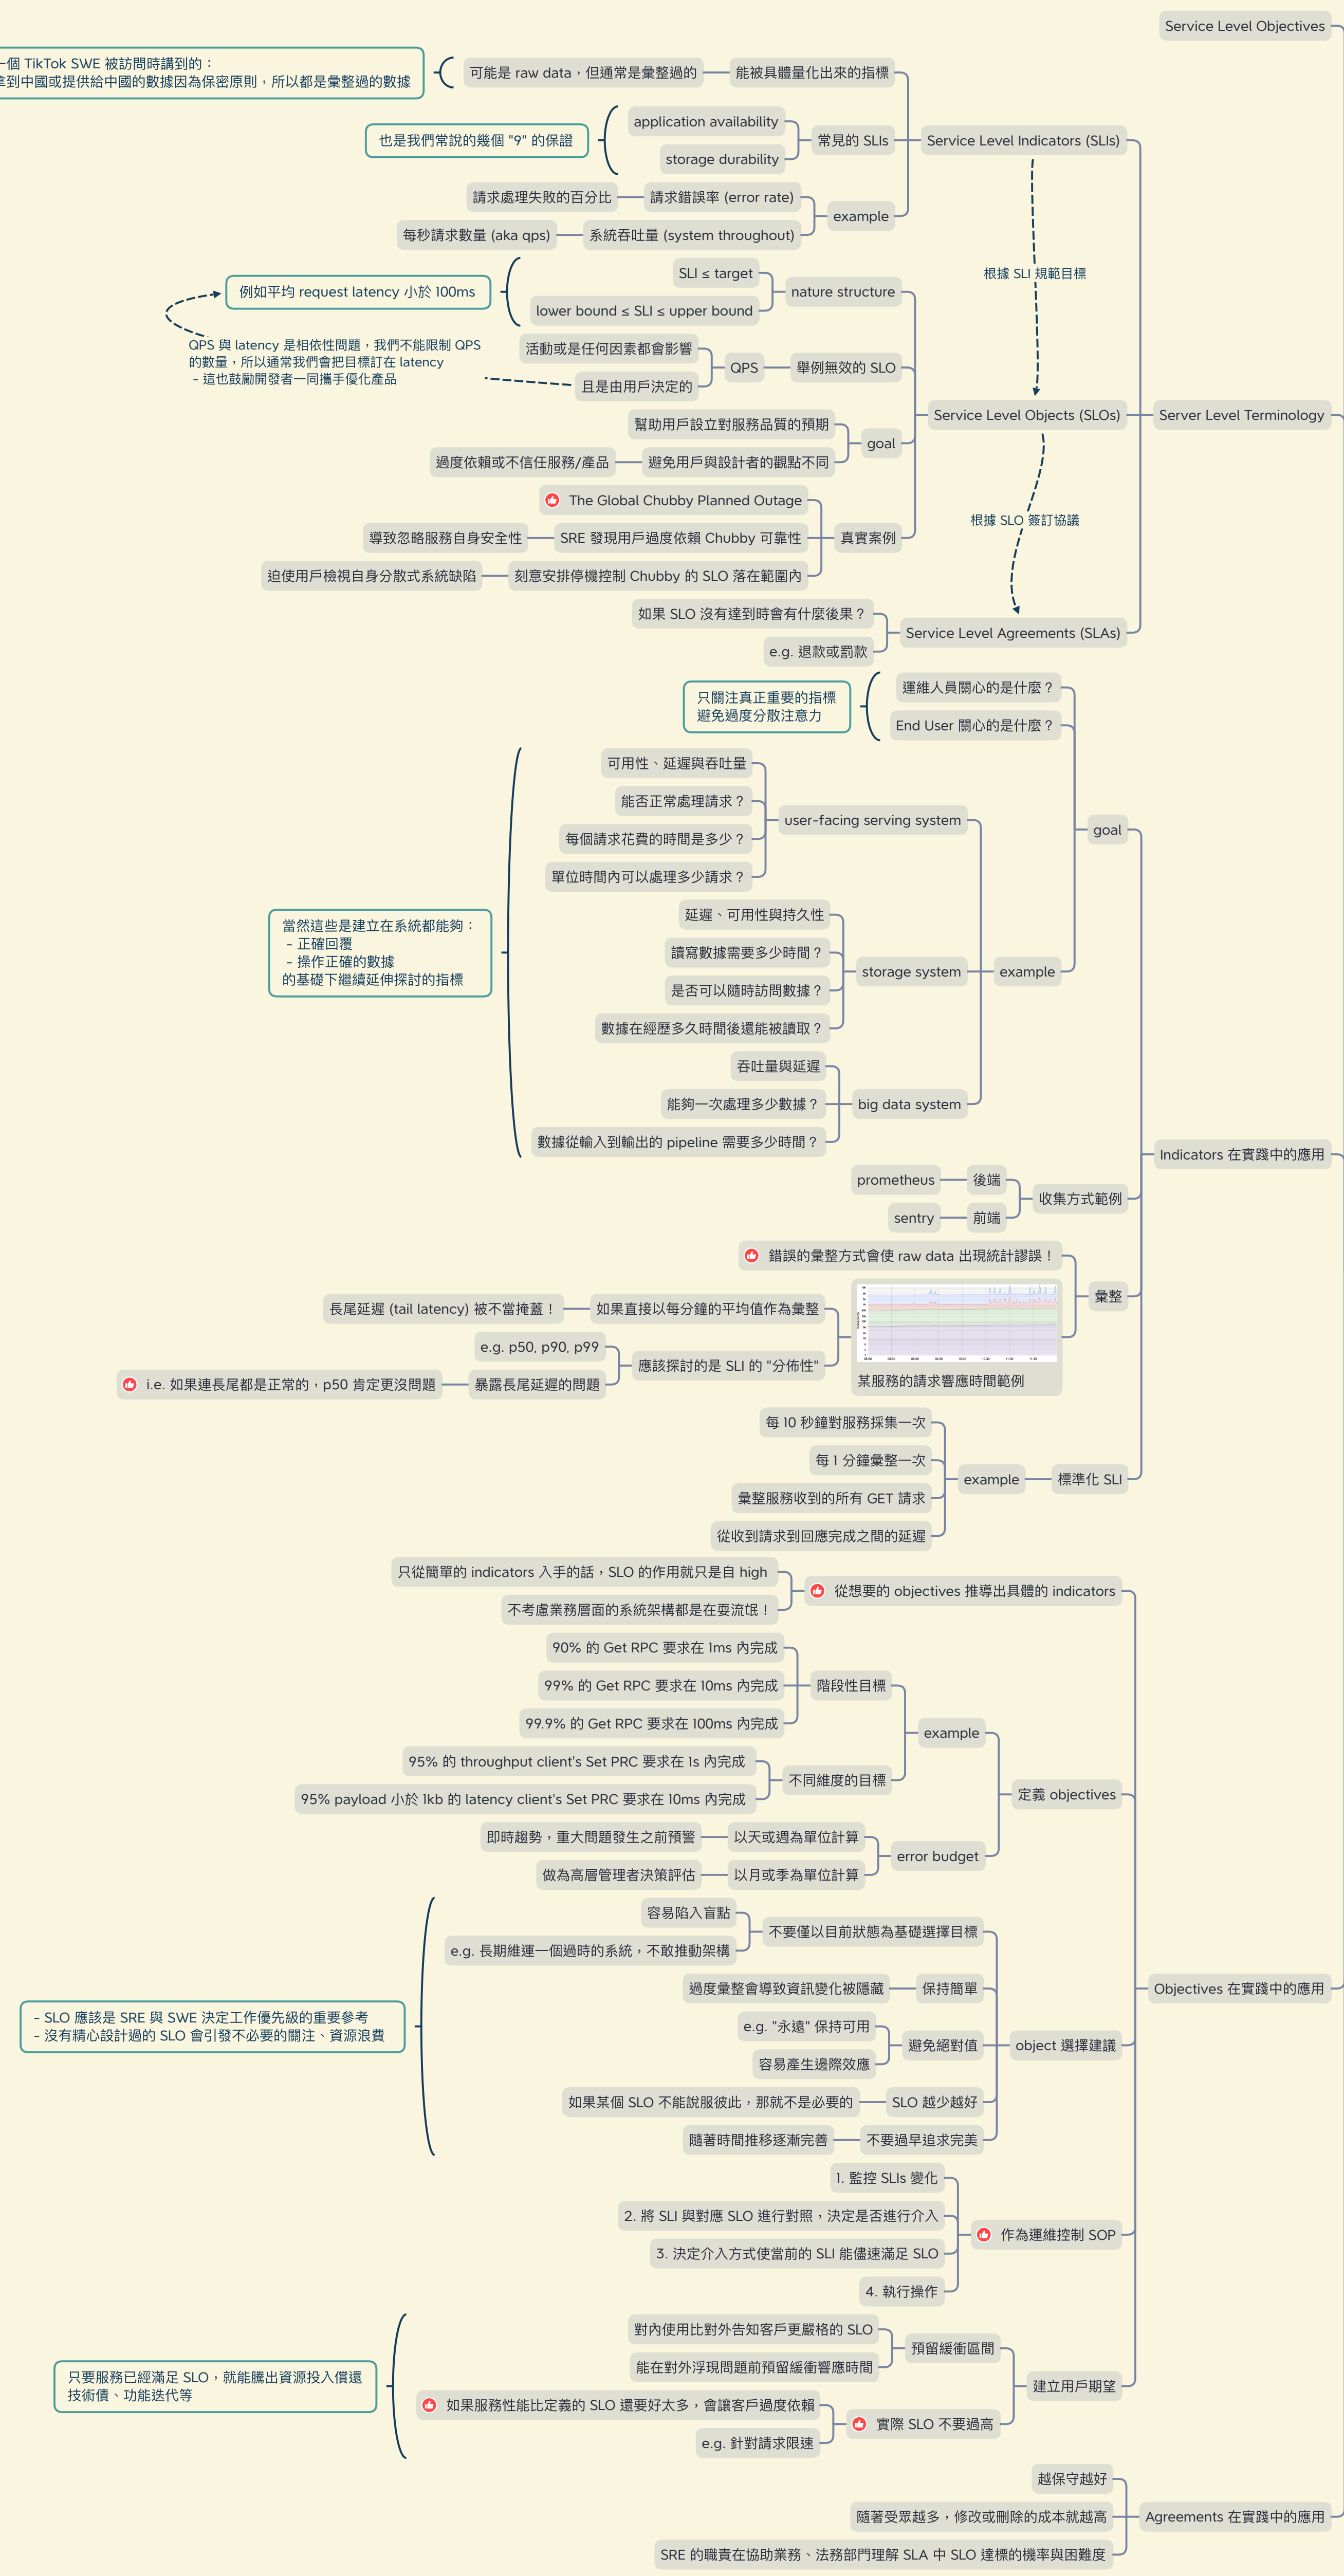 Service Level Objectives
一個 TikTok SWE 被訪問時講到的：
拿到中國或提供給中國的數據因為保密原則，所以都是彙整過的數據
可能是 raw data，但通常是彙整過的
能被具體量化出來的指標
也是我們常說的幾個 "9" 的保證
application availability
storage durability
常見的 SLIs
Service Level Indicators (SLIs)
請求處理失敗的百分比
請求錯誤率 (error rate)
每秒請求數量 (aka qps)
系統吞吐量 (system throughout)
example
根據 SLI 規範目標
例如平均 request latency 小於 100ms
SLI ≤ target
lower bound ≤ SLI ≤ upper bound
nature structure
QPS 與 latency 是相依性問題，我們不能限制 QPS
的數量，所以通常我們會把目標訂在 latency
- 這也鼓勵開發者一同攜手優化產品
活動或是任何因素都會影響
且是由用戶決定的
QPS
舉例無效的 SLO
Service Level Objects (SLOs)
Server Level Terminology
幫助用戶設立對服務品質的預期
過度依賴或不信任服務/產品
避免用戶與設計者的觀點不同
goal
The Global Chubby Planned Outage
導致忽略服務自身安全性
SRE 發現用戶過度依賴 Chubby 可靠性
真實案例
迫使用戶檢視自身分散式系統缺陷
刻意安排停機控制 Chubby 的 SLO 落在範圍內
根據 SLO 簽訂協議
如果 SLO 沒有達到時會有什麼後果？
e.g. 退款或罰款
Service Level Agreements (SLAs)
只關注真正重要的指標
避免過度分散注意力
運維人員關心的是什麼？
End User 關心的是什麼？
goal
可用性、延遲與吞吐量
能否正常處理請求？
每個請求花費的時間是多少？
單位時間內可以處理多少請求？
user-facing serving system
當然這些是建立在系統都能夠：
- 正確回覆
- 操作正確的數據
的基礎下繼續延伸探討的指標
延遲、可用性與持久性
讀寫數據需要多少時間？
是否可以隨時訪問數據？
數據在經歷多久時間後還能被讀取？
storage system
example
吞吐量與延遲
能夠一次處理多少數據？
數據從輸入到輸出的 pipeline 需要多少時間？
big data system
Indicators 在實踐中的應用
prometheus
後端
sentry
前端
收集方式範例
錯誤的彙整方式會使 raw data 出現統計謬誤！
彙整
長尾延遲 (tail latency) 被不當掩蓋！
如果直接以每分鐘的平均值作為彙整
e.g. p50, p90, p99
應該探討的是 SLI 的 "分佈性"
i.e. 如果連長尾都是正常的，p50 肯定更沒問題
暴露長尾延遲的問題
某服務的請求響應時間範例
每 10 秒鐘對服務採集一次
每 1 分鐘彙整一次
彙整服務收到的所有 GET 請求
從收到請求到回應完成之間的延遲
example
標準化 SLI
只從簡單的 indicators 入手的話，SLO 的作用就只是自 high
不考慮業務層面的系統架構都是在耍流氓！
從想要的 objectives 推導出具體的 indicators
90% 的 Get RPC 要求在 1ms 內完成
99% 的 Get RPC 要求在 10ms 內完成
99.9% 的 Get RPC 要求在 100ms 內完成
階段性目標
example
95% 的 throughput client's Set PRC 要求在 1s 內完成
95% payload 小於 1kb 的 latency client's Set PRC 要求在 10ms 內完成
不同維度的目標
定義 objectives
即時趨勢，重大問題發生之前預警
以天或週為單位計算
做為高層管理者決策評估
以月或季為單位計算
error budget
容易陷入盲點
e.g. 長期維運一個過時的系統，不敢推動架構
不要僅以目前狀態為基礎選擇目標
Objectives 在實踐中的應用
過度彙整會導致資訊變化被隱藏
保持簡單
- SLO 應該是 SRE 與 SWE 決定工作優先級的重要參考
- 沒有精心設計過的 SLO 會引發不必要的關注、資源浪費
e.g. "永遠" 保持可用
容易產生邊際效應
避免絕對值
object 選擇建議
如果某個 SLO 不能說服彼此，那就不是必要的
SLO 越少越好
隨著時間推移逐漸完善
不要過早追求完美
1. 監控 SLIs 變化
2. 將 SLI 與對應 SLO 進行對照，決定是否進行介入
3. 決定介入方式使當前的 SLI 能儘速滿足 SLO
4. 執行操作
作為運維控制 SOP
對內使用比對外告知客戶更嚴格的 SLO
能在對外浮現問題前預留緩衝響應時間
預留緩衝區間
只要服務已經滿足 SLO，就能騰出資源投入償還
技術債、功能迭代等
建立用戶期望
如果服務性能比定義的 SLO 還要好太多，會讓客戶過度依賴
e.g. 針對請求限速
實際 SLO 不要過高
越保守越好
隨著受眾越多，修改或刪除的成本就越高
SRE 的職責在協助業務、法務部門理解 SLA 中 SLO 達標的機率與困難度
Agreements 在實踐中的應用